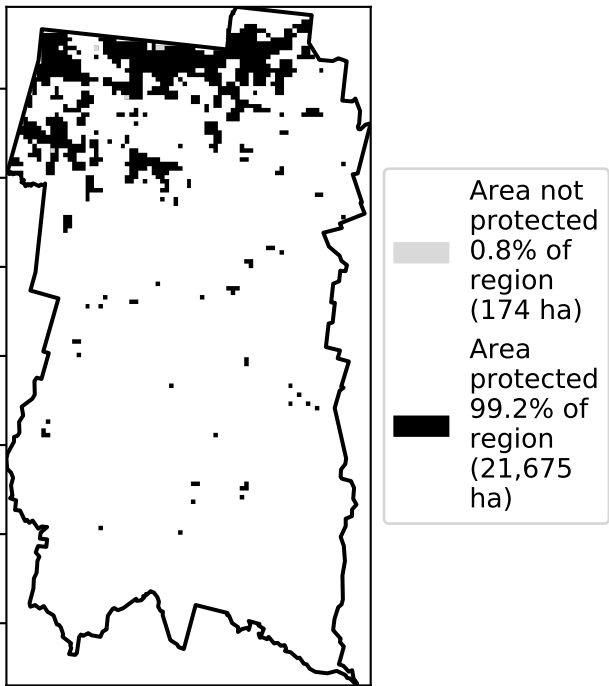 Area not
protected
0.8% of
region
(174 ha)
Area
protected
99.2% of
region
(21,675
ha)